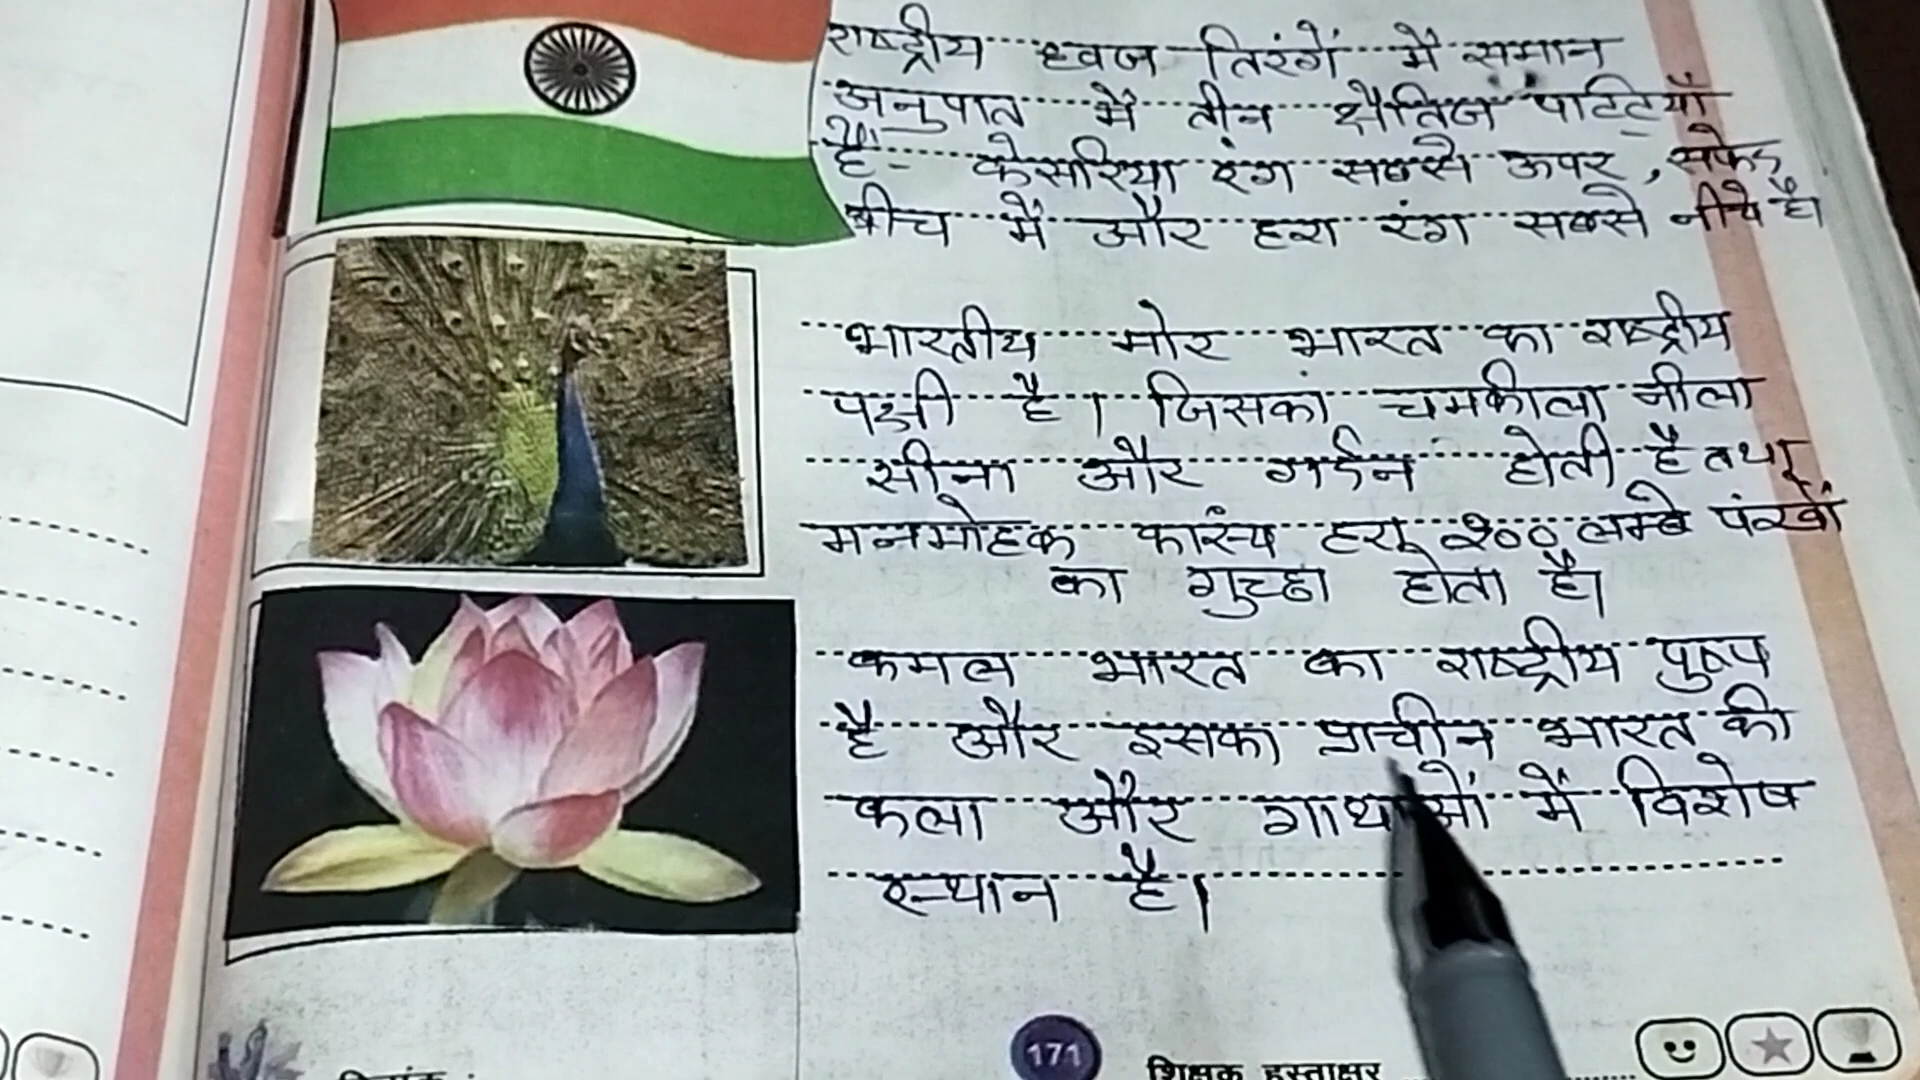 राष्ट्रीय ध्वज तिरंगें में समान
अनुपात में तीन क्षैतिज पट्टियाँ
हैं- केसरिया रंग सबसे ऊपर, सफेद
बीच में और हरा रंग सबसे नीचे है।
भारतीय मोर भारत का राष्ट्रीय
पक्षी है। जिसका चमकीला नीला
सीना और गर्दन होती है तथा
मनमोहक कांस्य हरा २०० लम्बे पंखों
का गुच्छा होता है।
कमल भारत का राष्ट्रीय पुष्प
है और इसका प्राचीन भारत की
कला और गाथाओं में विशेष
स्थान है।
171
दिनांक :
शिक्षक हस्ताक्षर